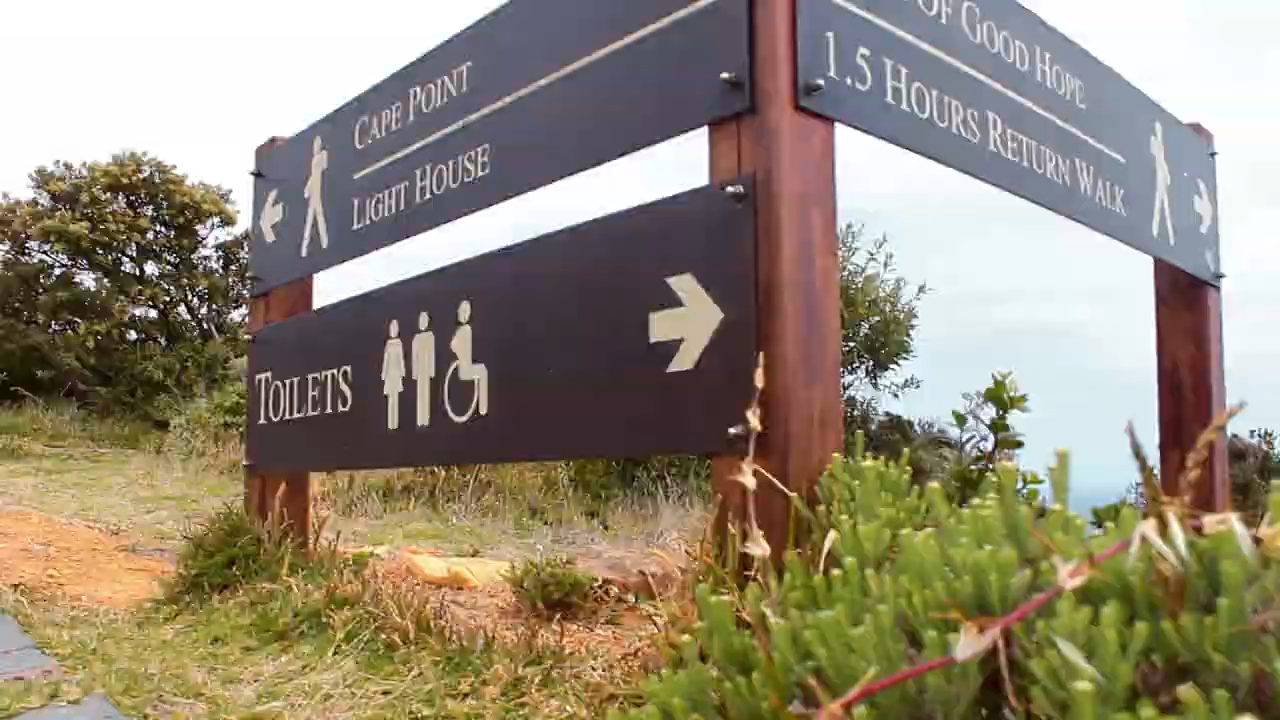 CAPE POINT
LIGHT HOUSE
TOILETS
OF GOOD HOPE
1.5 HOURS RETURN WALK